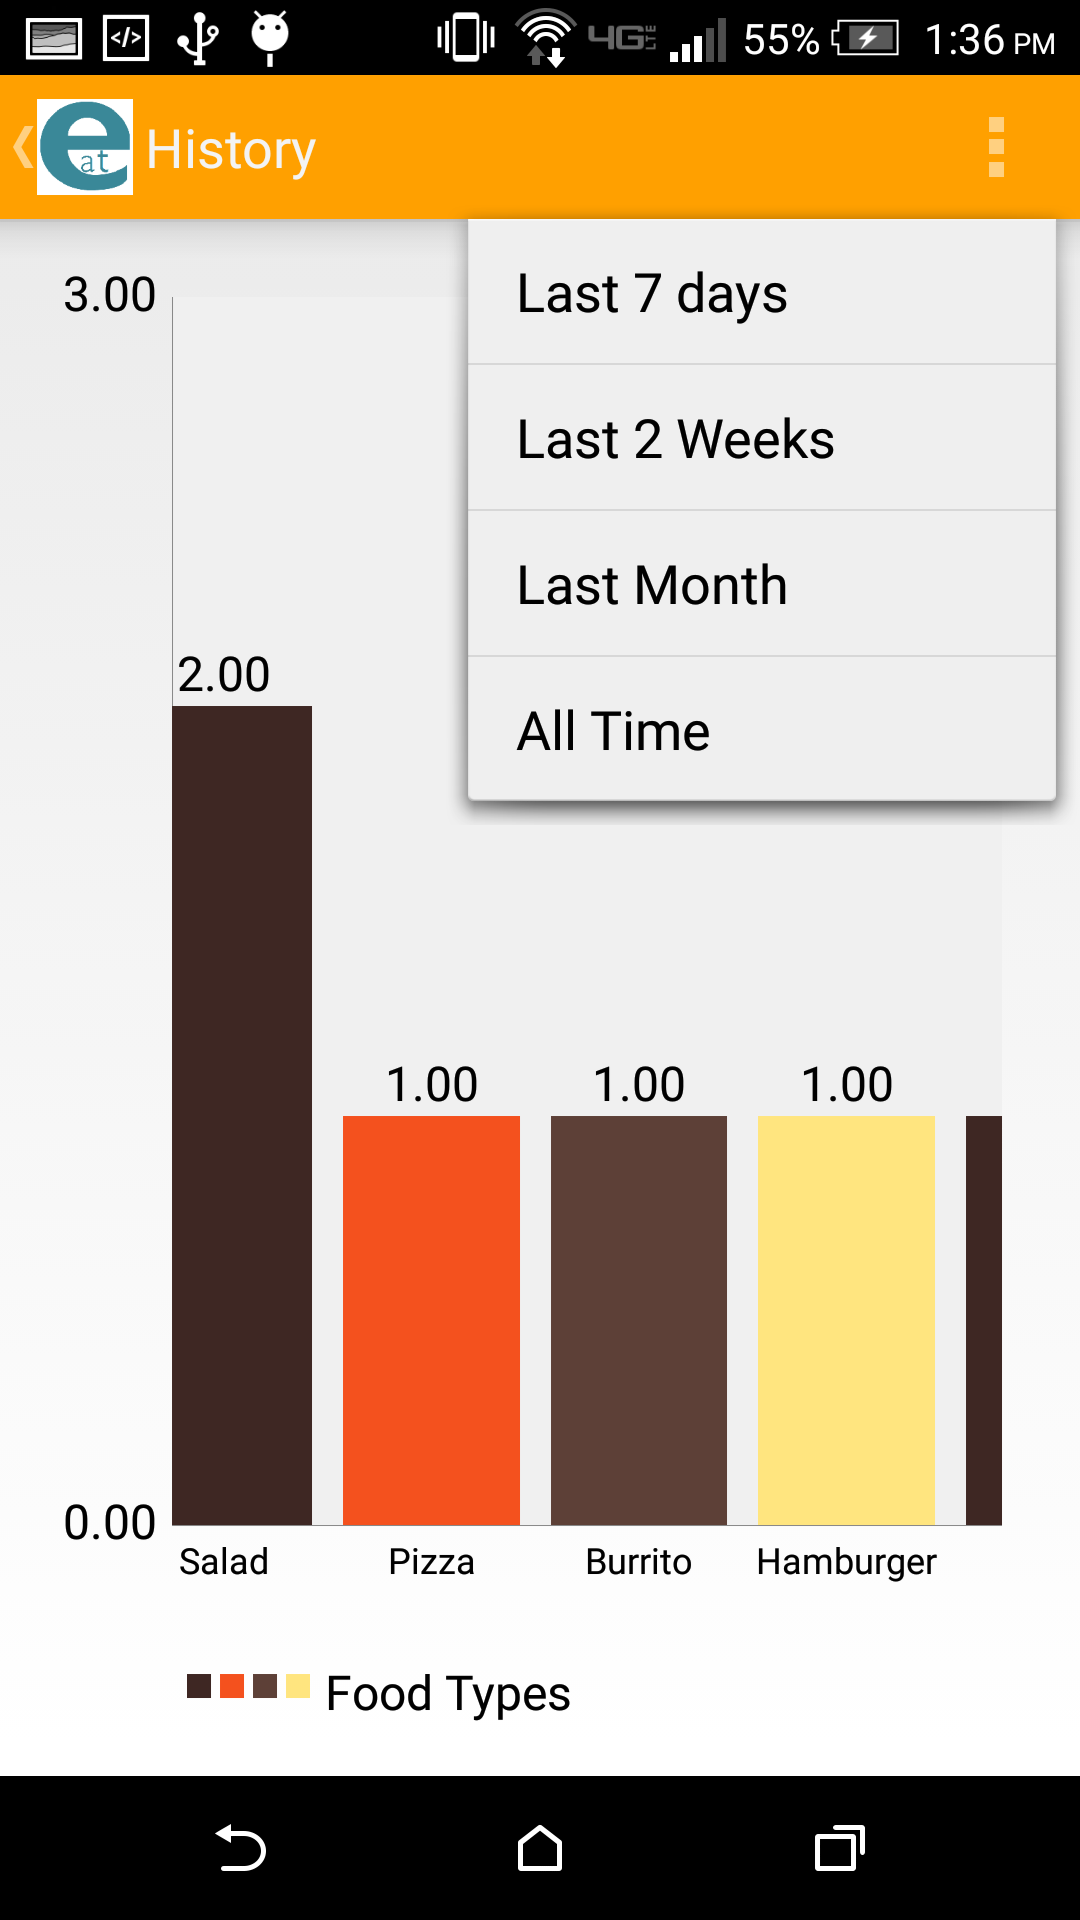 </> 4G LTE 55% 1:36 PM
eat History
3.00
Last 7 days
Last 2 Weeks
Last Month
2.00
All Time
1.00 1.00 1.00
0.00
Salad Pizza Burrito Hamburger
Food Types